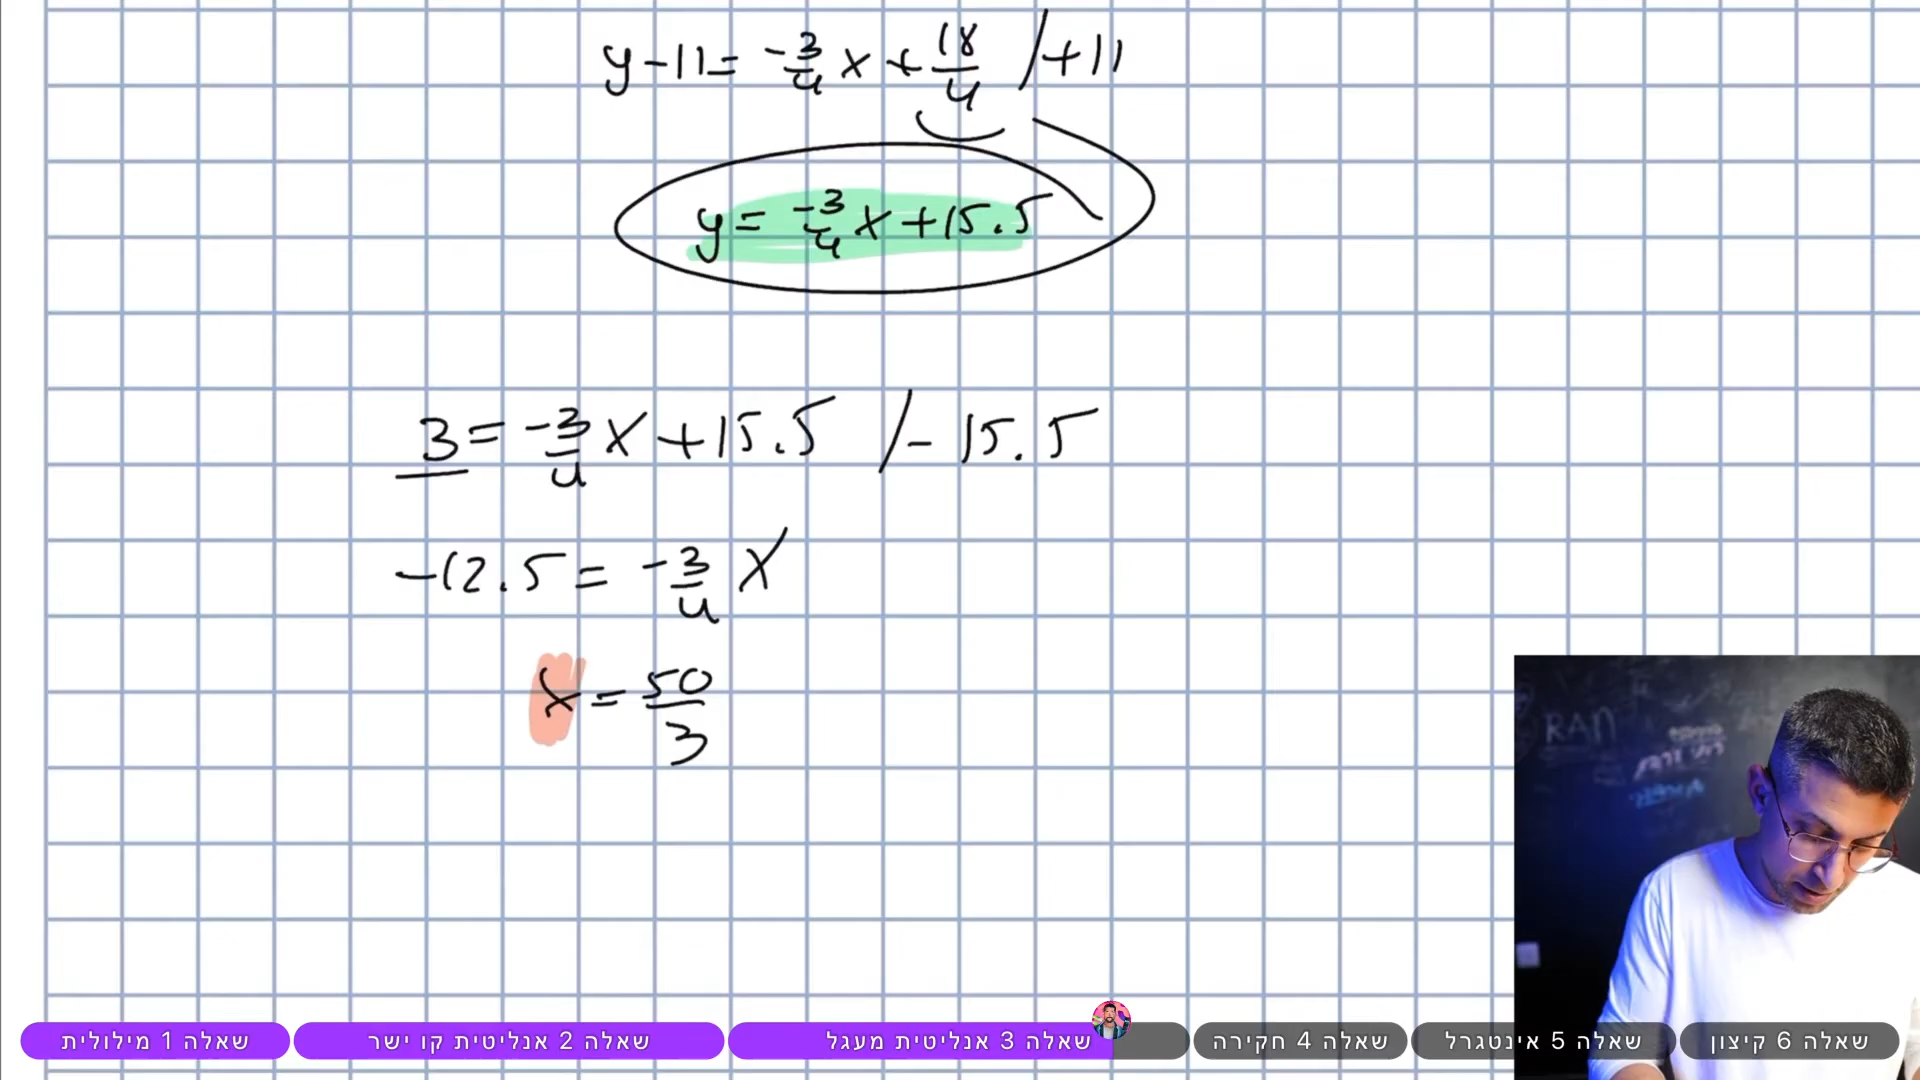 y-11= -3/4 x + 18/4 /+11
y= -3/4 x+15.5
3= -3/4 x+15.5 /-15.5
-12.5= -3/4 x
x= 50/3
RAN
שאלה 1 מילולית
שאלה 2 אנליטית קו ישר
שאלה 3 אנליטית מעגל
שאלה 4 חקירה
שאלה 5 אינטגרל
שאלה 6 קיצון